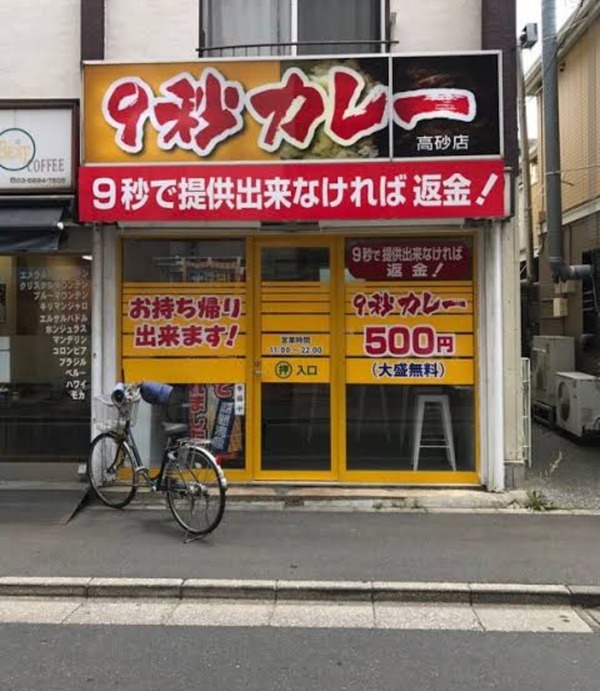 9秒カレー
高砂店
9秒で提供出来なければ返金!
COFFEE
エメラルドマウンテン
クリスタルマウンテン
ブルーマウンテン
キリマンジャロ
エルサルバドル
ホンジュラス
マンデリン
コロンビア
ブラジル
ペルー
ハワイ
モカ
お持ち帰り
出来ます!
営業時間
11:00～22:00
押 入口
9秒で提供出来なければ
返金!
9秒カレー
500円
(大盛無料)
準備中